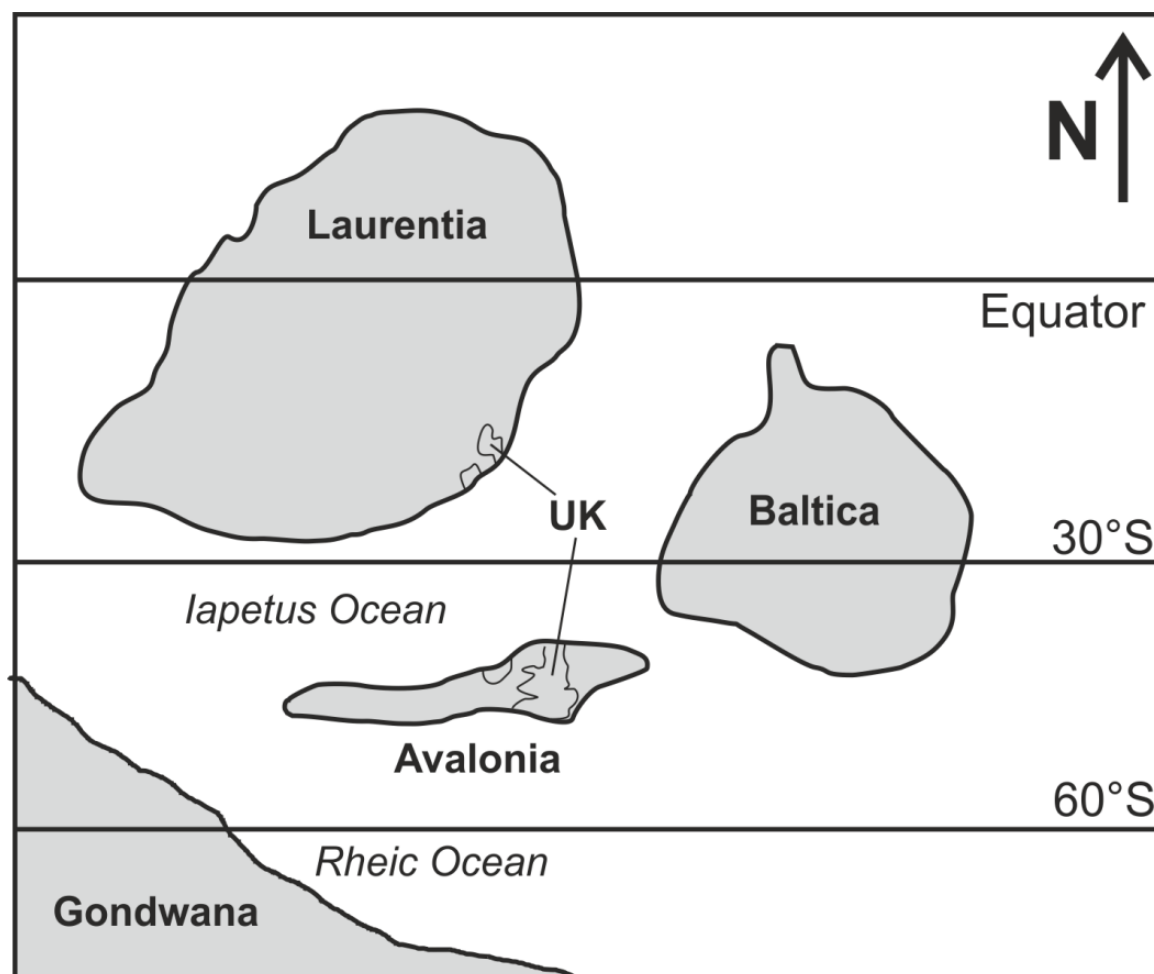 N
Laurentia
Equator
UK
Baltica
30°S
Iapetus Ocean
Avalonia
60°S
Rheic Ocean
Gondwana